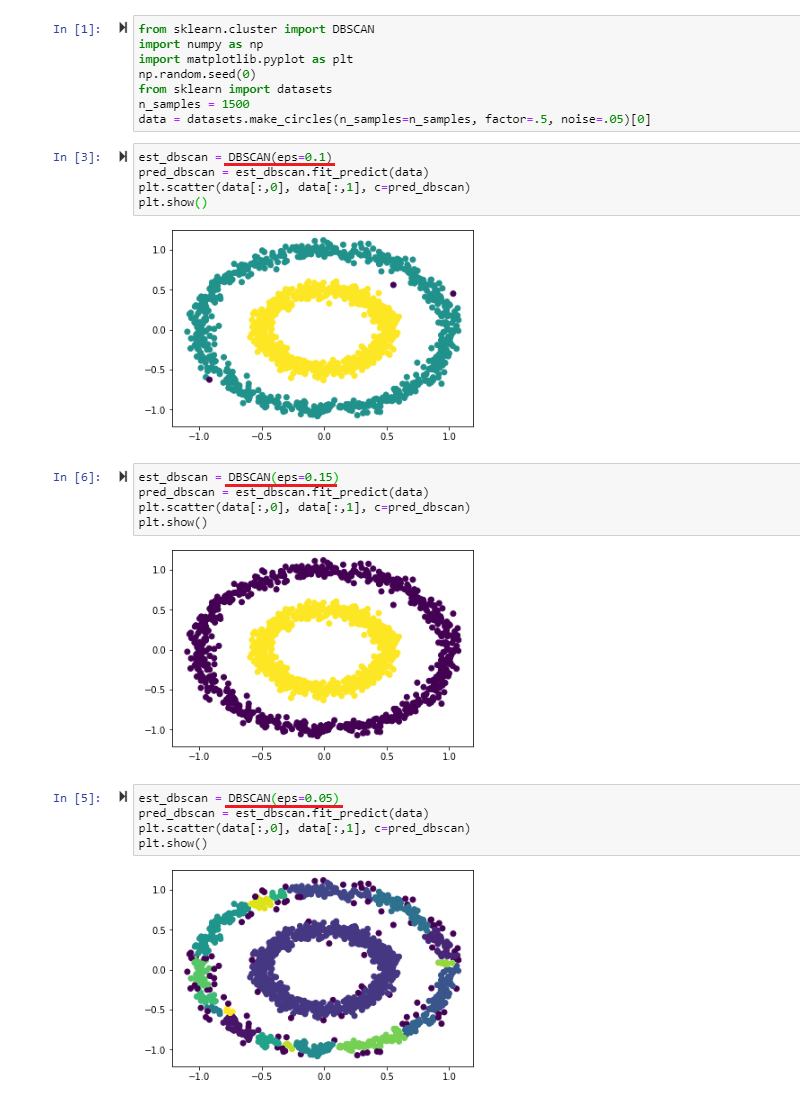 In [1]:
from sklearn.cluster import DBSCAN
import numpy as np
import matplotlib.pyplot as plt
np.random.seed(0)
from sklearn import datasets
n_samples = 1500
data = datasets.make_circles(n_samples=n_samples, factor=.5, noise=.05)[0]
In [3]:
est_dbscan = DBSCAN(eps=0.1)
pred_dbscan = est_dbscan.fit_predict(data)
plt.scatter(data[:,0], data[:,1], c=pred_dbscan)
plt.show()
1.0
0.5
0.0
−0.5
−1.0
−1.0 −0.5 0.0 0.5 1.0
In [6]:
est_dbscan = DBSCAN(eps=0.15)
pred_dbscan = est_dbscan.fit_predict(data)
plt.scatter(data[:,0], data[:,1], c=pred_dbscan)
plt.show()
1.0
0.5
0.0
−0.5
−1.0
−1.0 −0.5 0.0 0.5 1.0
In [5]:
est_dbscan = DBSCAN(eps=0.05)
pred_dbscan = est_dbscan.fit_predict(data)
plt.scatter(data[:,0], data[:,1], c=pred_dbscan)
plt.show()
1.0
0.5
0.0
−0.5
−1.0
−1.0 −0.5 0.0 0.5 1.0